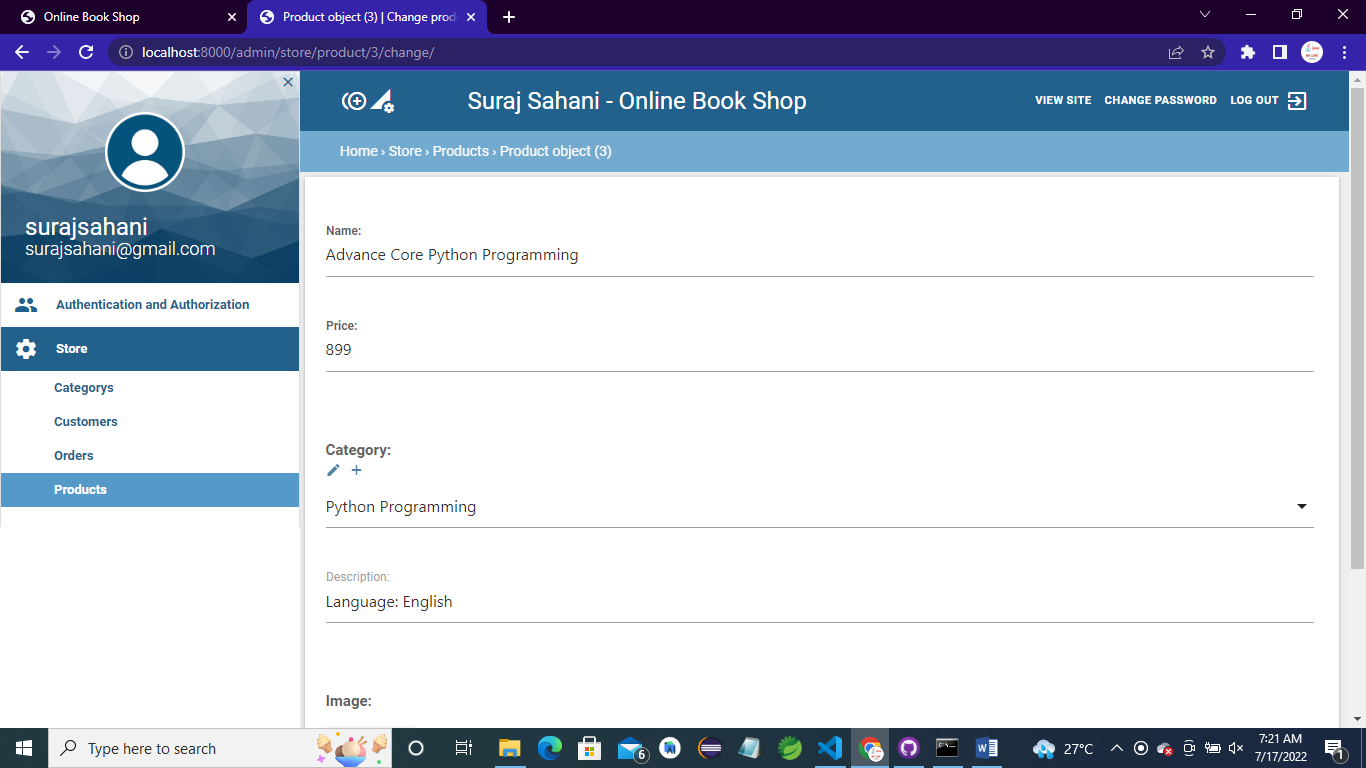 Online Book Shop
Product object (3) | Change prod
localhost:8000/admin/store/product/3/change/
Suraj Sahani - Online Book Shop
VIEW SITE CHANGE PASSWORD LOG OUT
Home › Store › Products › Product object (3)
surajsahani
surajsahani@gmail.com
Authentication and Authorization
Store
Categorys
Customers
Orders
Products
Name:
Advance Core Python Programming
Price:
899
Category:
Python Programming
Description:
Language: English
Image:
Type here to search
6
27°C
7:21 AM
7/17/2022
1